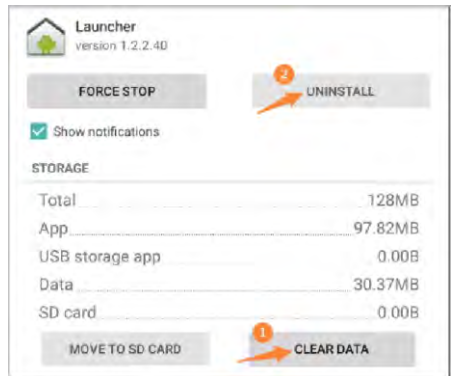 Launcher
version 1.2.2.40
FORCE STOP
2
UNINSTALL
Show notifications
STORAGE
Total 128MB
App 97.82MB
USB storage app 0.00B
Data 30.37MB
SD card 0.00B
MOVE TO SD CARD
1
CLEAR DATA